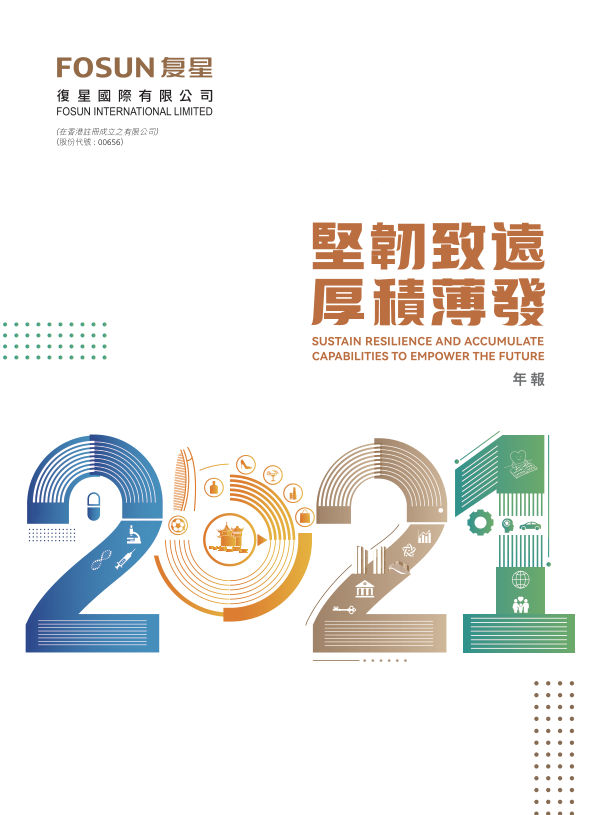 FOSUN 复星
復星國際有限公司
FOSUN INTERNATIONAL LIMITED
(在香港註冊成立之有限公司)
(股份代號 : 00656)
堅韌致遠
厚積薄發
SUSTAIN RESILIENCE AND ACCUMULATE
CAPABILITIES TO EMPOWER THE FUTURE
年報
2021